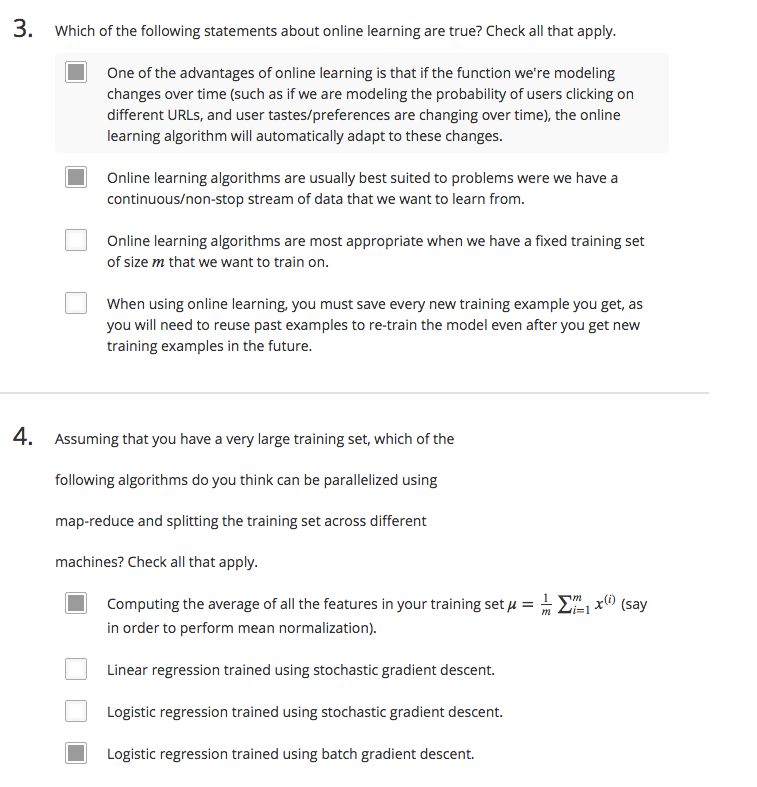 3. Which of the following statements about online learning are true? Check all that apply.
One of the advantages of online learning is that if the function we're modeling
changes over time (such as if we are modeling the probability of users clicking on
different URLs, and user tastes/preferences are changing over time), the online
learning algorithm will automatically adapt to these changes.
Online learning algorithms are usually best suited to problems were we have a
continuous/non-stop stream of data that we want to learn from.
Online learning algorithms are most appropriate when we have a fixed training set
of size m that we want to train on.
When using online learning, you must save every new training example you get, as
you will need to reuse past examples to re-train the model even after you get new
training examples in the future.
4. Assuming that you have a very large training set, which of the
following algorithms do you think can be parallelized using
map-reduce and splitting the training set across different
machines? Check all that apply.
Computing the average of all the features in your training set μ = 1/m ∑_{i=1}^{m} x^{(i)} (say
in order to perform mean normalization).
Linear regression trained using stochastic gradient descent.
Logistic regression trained using stochastic gradient descent.
Logistic regression trained using batch gradient descent.